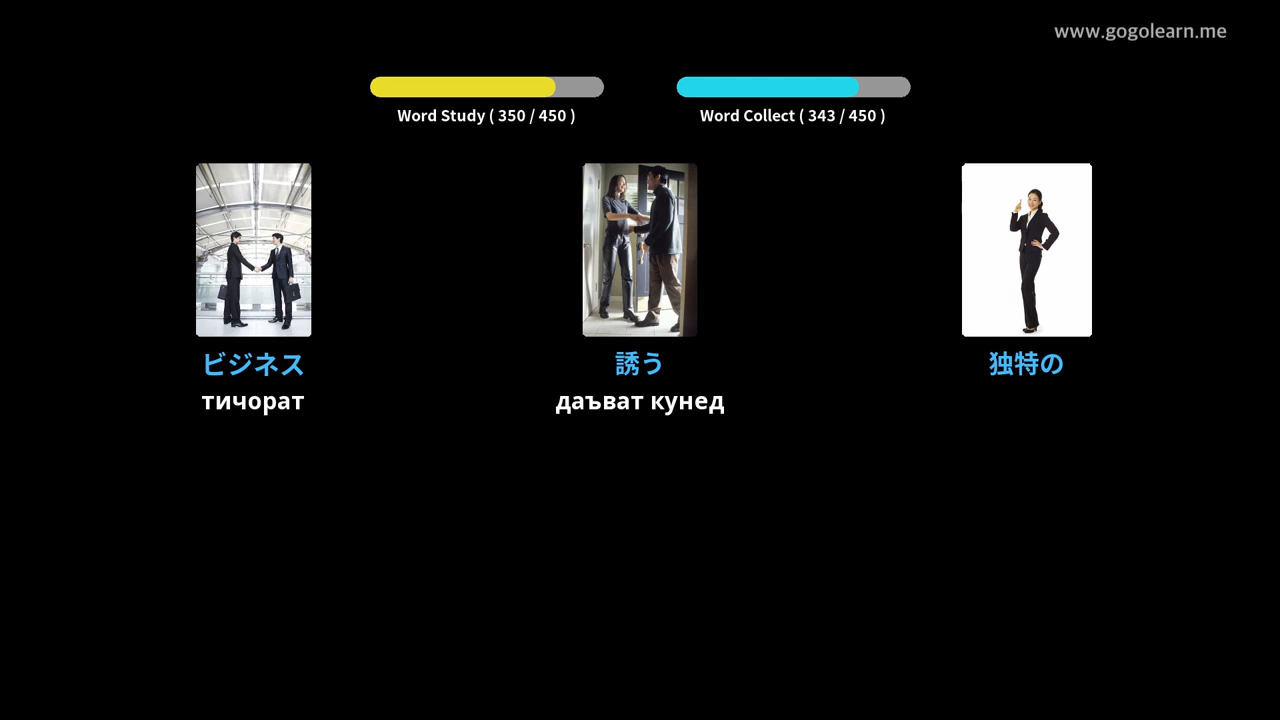 www.gogolearn.me
Word Study ( 350 / 450 )
Word Collect ( 343 / 450 )
ビジネス
тичорат
誘う
даъват кунед
独特の